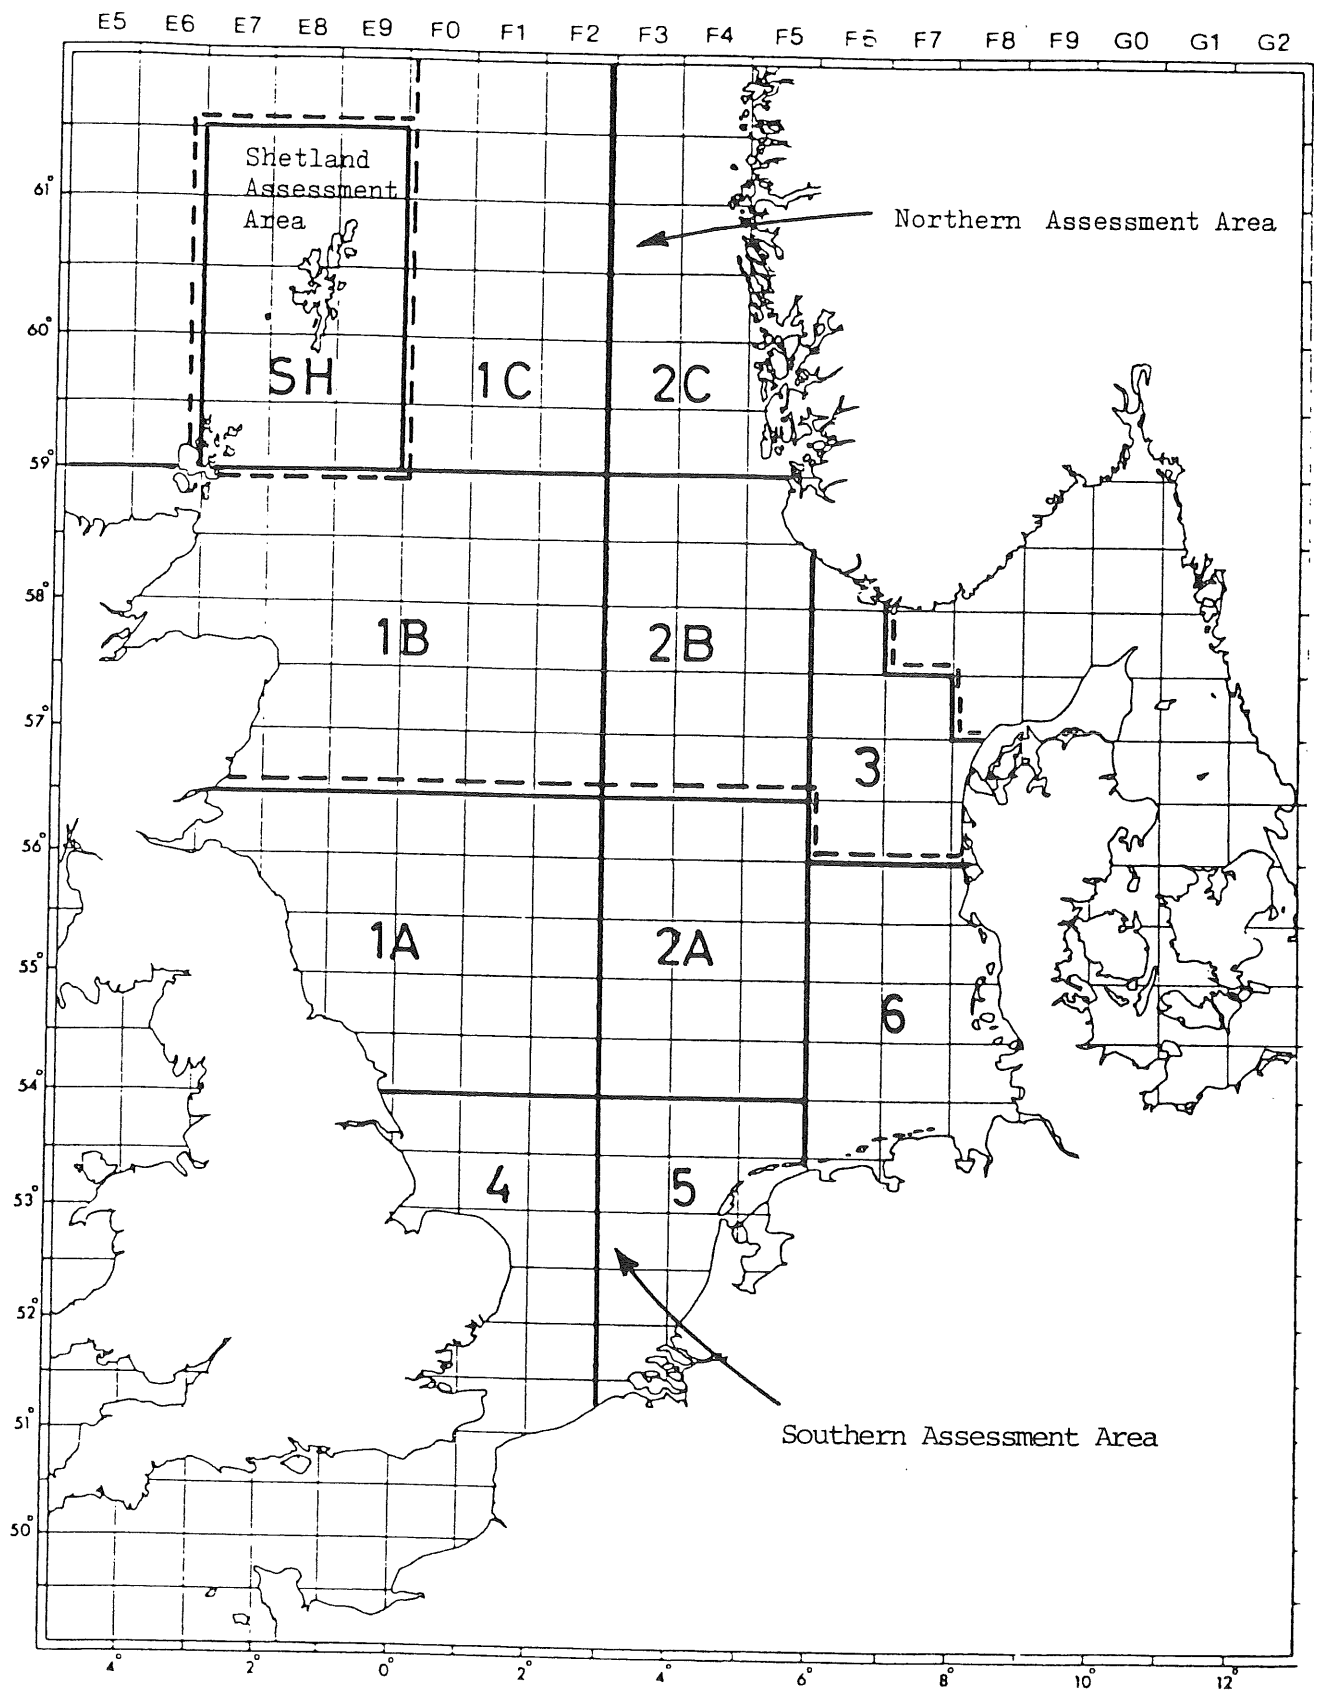 E5 E6 E7 E8 E9 F0 F1 F2 F3 F4 F5 F6 F7 F8 F9 G0 G1 G2
Shetland
Assessment
Area
Northern Assessment Area
61°
60°
59°
58°
57°
56°
55°
54°
53°
52°
51°
50°
SH
1C
2C
1B
2B
3
1A
2A
6
4
5
Southern Assessment Area
4° 2° 0° 2° 4° 6° 8° 10° 12°